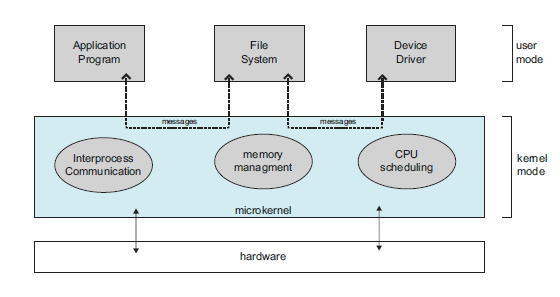 Application
Program
File
System
Device
Driver
user
mode
messages
messages
Interprocess
Communication
memory
managment
CPU
scheduling
kernel
mode
microkernel
hardware